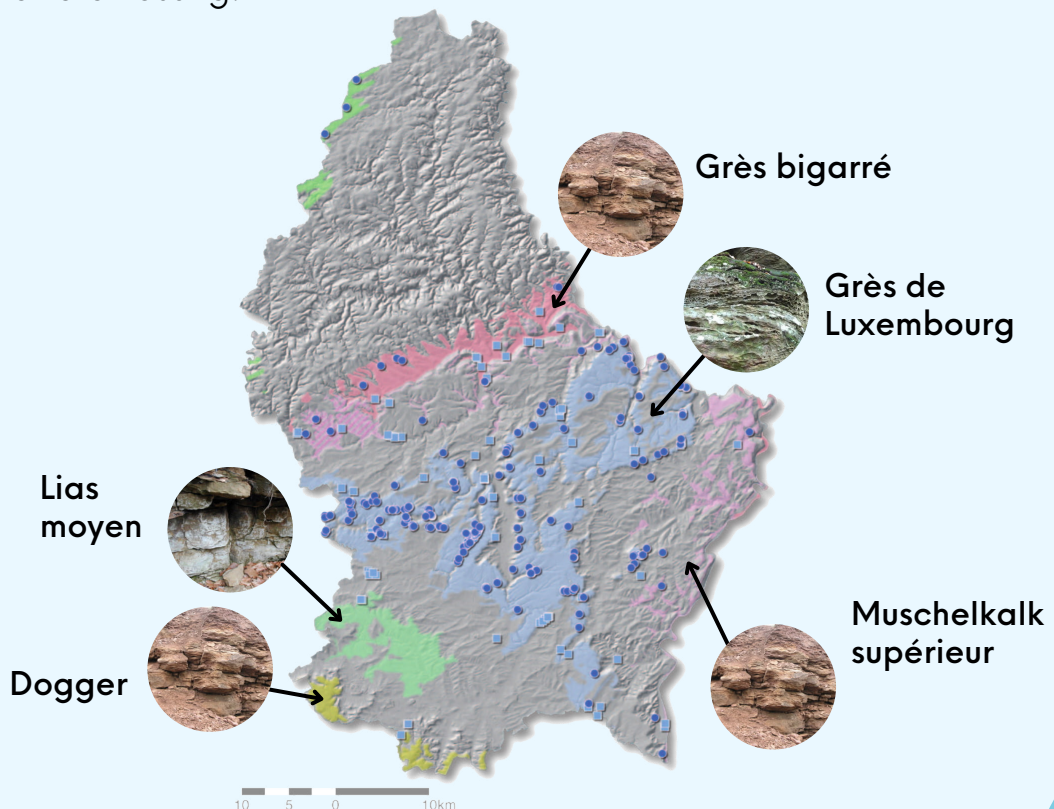 Grès bigarré
Grès de
Luxembourg
Lias
moyen
Muschelkalk
supérieur
Dogger
10 5 0 10km